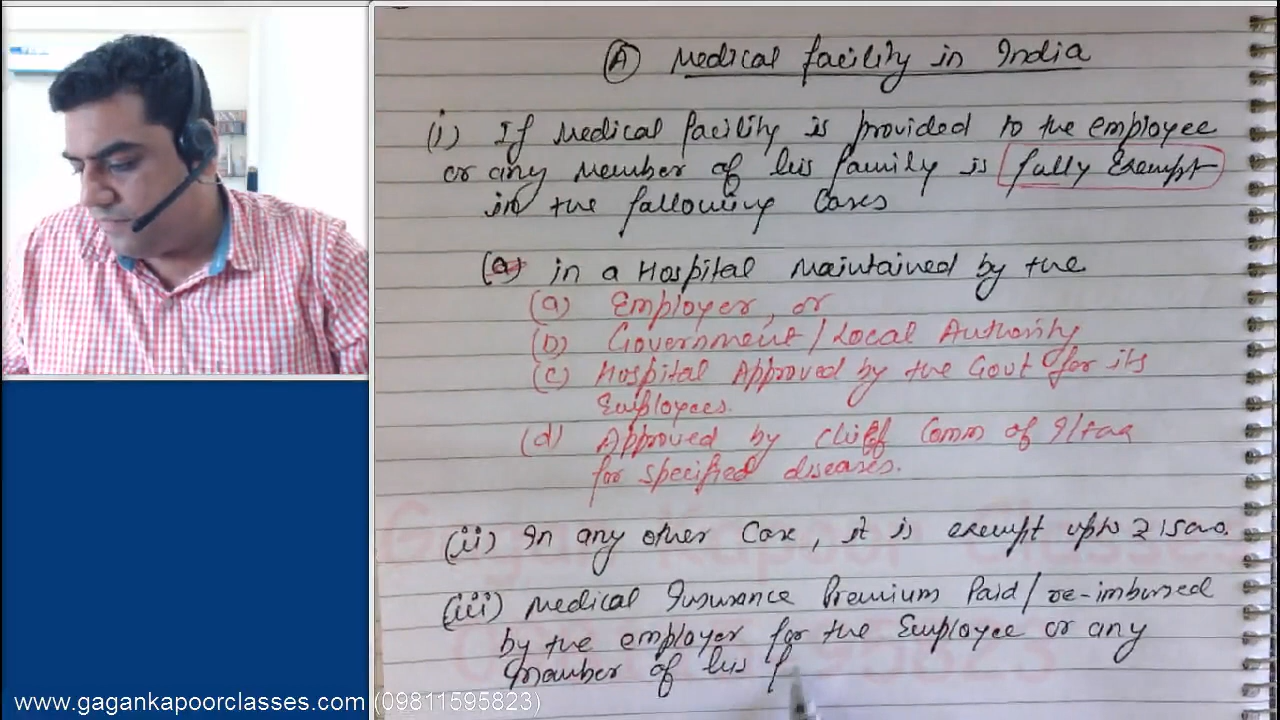 (A) Medical facility in India
(i) If Medical facility is provided to the employee
or any Member of his family is fully Exempt
in the following Cases
(a) in a Hospital Maintained by the
(a) Employer, or
(b) Government / Local Authority
(c) Hospital Approved by the Govt for its
Employees.
(d) Approved by Chief Comm of I/tax
for specified diseases.
(ii) In any other Case, it is exempt upto ₹ 15000.
(iii) Medical Insurance Premium Paid / re-imbursed
by the employer for the Employee or any
Member of his f
Gagan Kapoor Classes
www.gagankapoorclasses.com (09811595823)